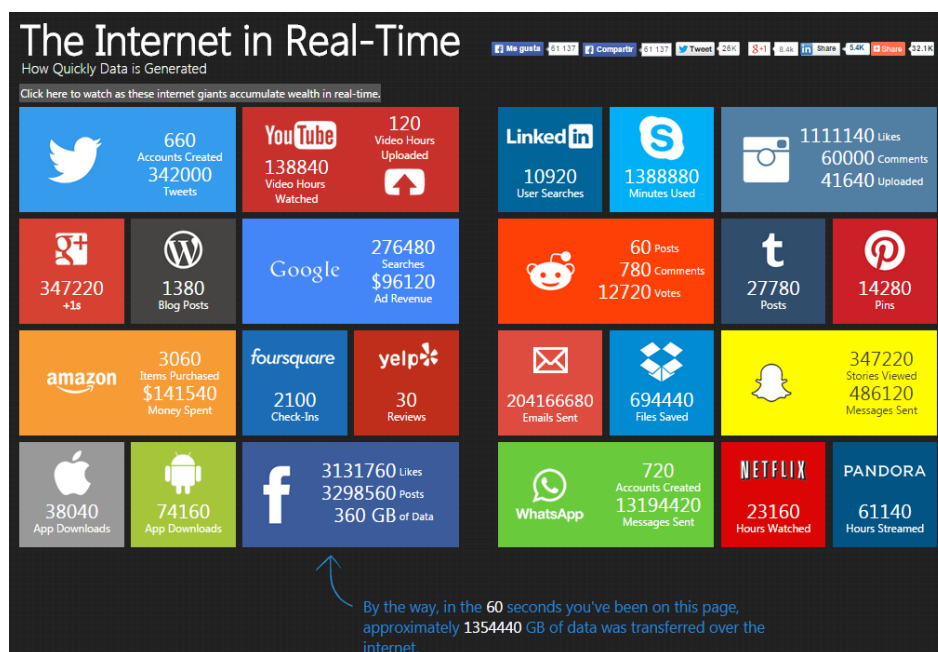 The Internet in Real-Time
How Quickly Data is Generated
Click here to watch as these internet giants accumulate wealth in real-time.
Me gusta 61 137
Compartir 61 137
Tweet 26K
g+1 8.4k
in Share 5.4K
Share 32.1K
660
Accounts Created
342000
Tweets
YouTube
138840
Video Hours
Watched
120
Video Hours
Uploaded
LinkedIn
10920
User Searches
S
1388880
Minutes Used
1111140 Likes
60000 Comments
41640 Uploaded
g+
347220
+1s
W
1380
Blog Posts
Google
276480
Searches
$96120
Ad Revenue
60 Posts
780 Comments
12720 Votes
t
27780
Posts
14280
Pins
amazon
3060
Items Purchased
$141540
Money Spent
foursquare
2100
Check-Ins
yelp
30
Reviews
204166680
Emails Sent
694440
Files Saved
347220
Stories Viewed
486120
Messages Sent
38040
App Downloads
74160
App Downloads
f
3131760 Likes
3298560 Posts
360 GB of Data
WhatsApp
720
Accounts Created
13194420
Messages Sent
NETFLIX
23160
Hours Watched
PANDORA
61140
Hours Streamed
By the way, in the 60 seconds you've been on this page,
approximately 1354440 GB of data was transferred over the
internet